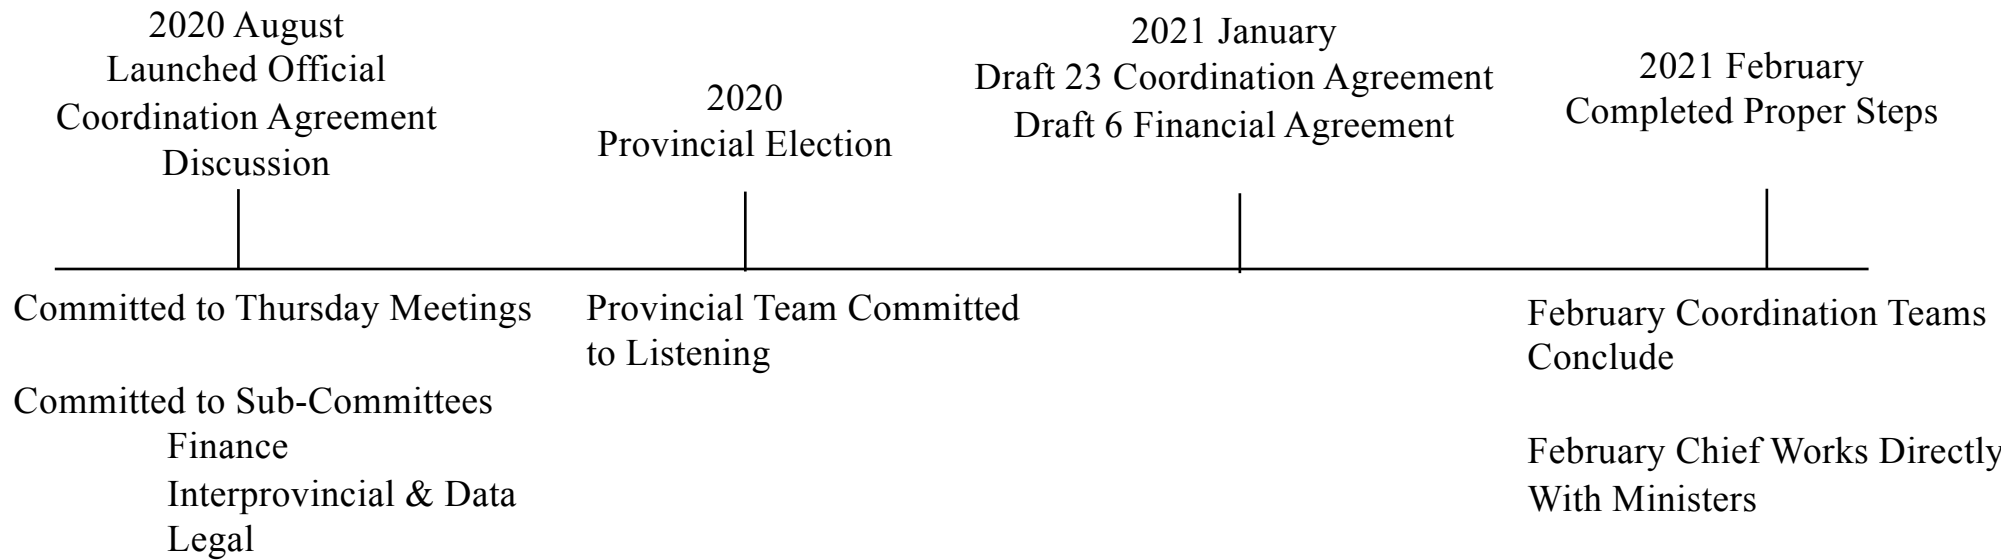 2020 August
Launched Official
Coordination Agreement
Discussion
2020
Provincial Election
2021 January
Draft 23 Coordination Agreement
Draft 6 Financial Agreement
2021 February
Completed Proper Steps
Committed to Thursday Meetings
Committed to Sub-Committees
Finance
Interprovincial & Data
Legal
Provincial Team Committed
to Listening
February Coordination Teams
Conclude
February Chief Works Directly
With Ministers